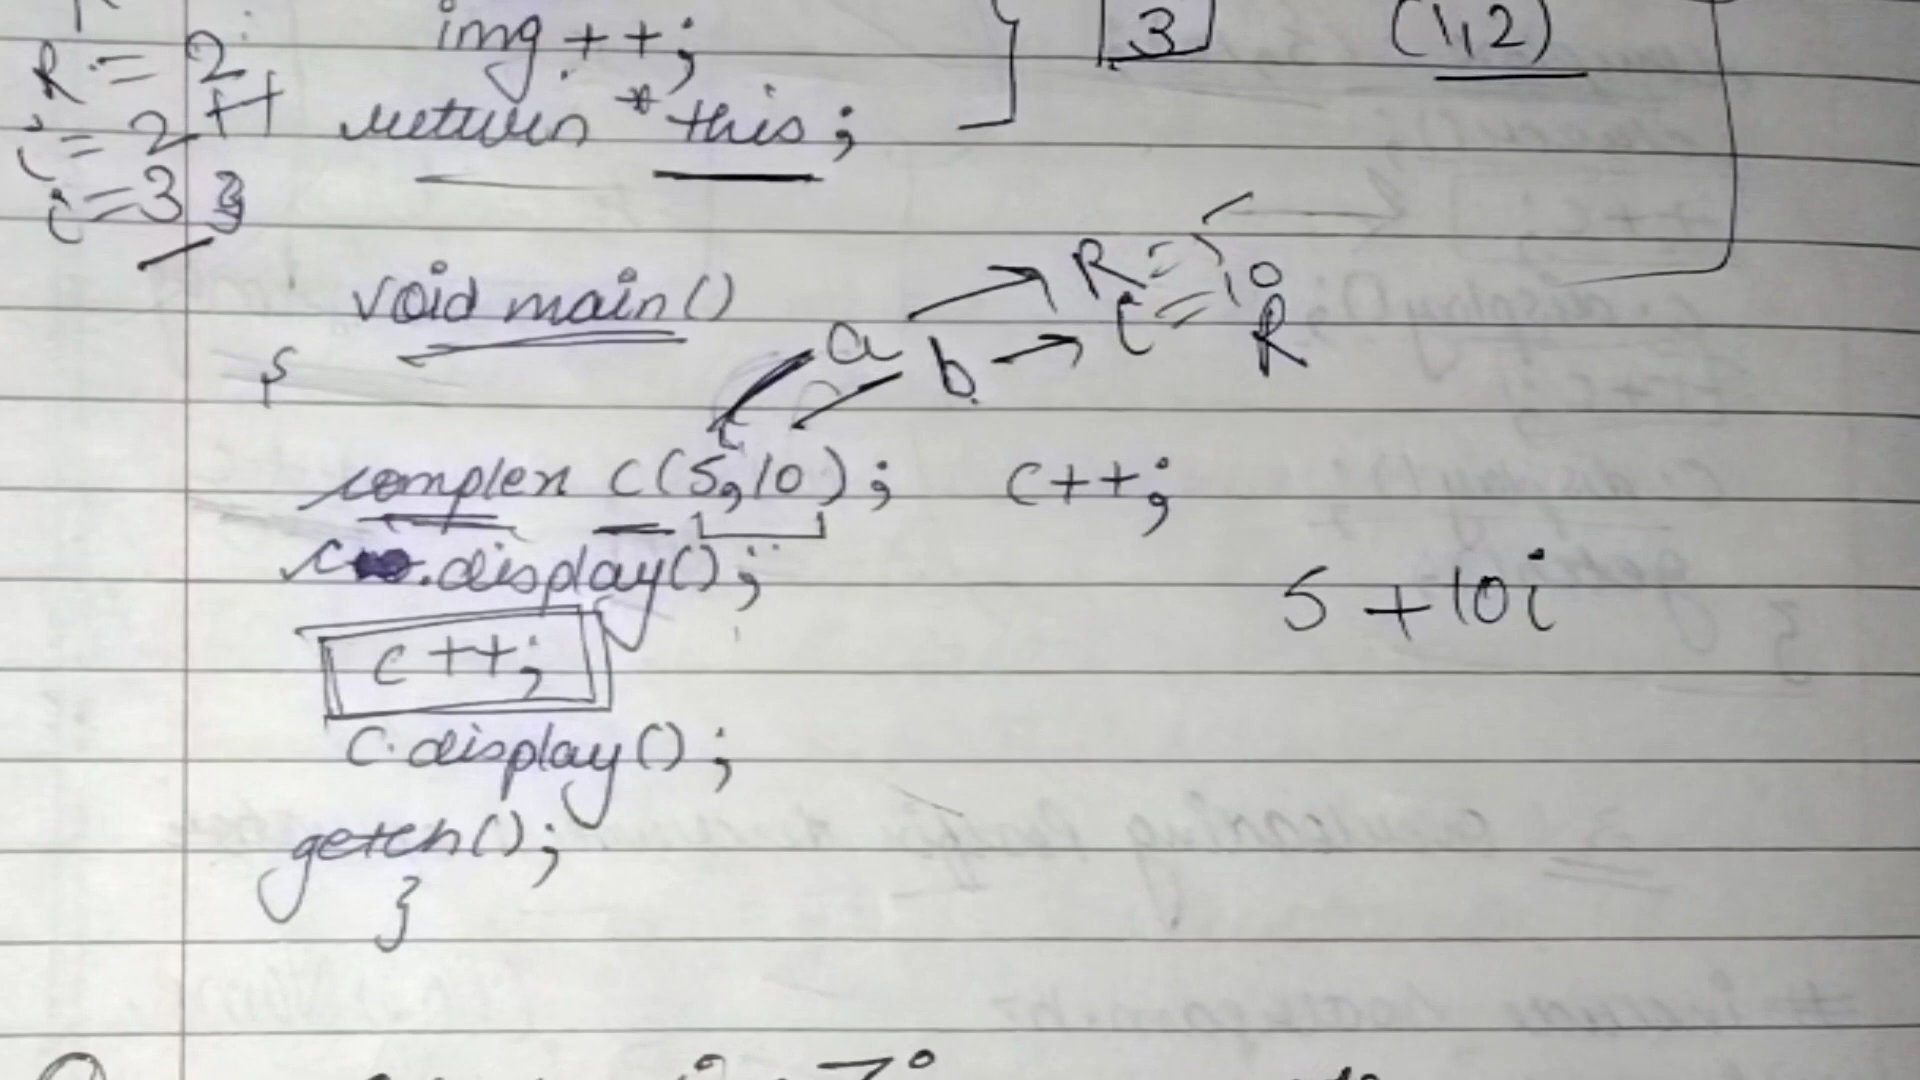 img++; 3 (1,2)
R = 2
++ return *this;
i = 2
i = 3 3
void main() R = 10
a b i = R
{
complex c(5,10); c++;
c.display();
5 + 10i
c++;
c.display();
getch();
}